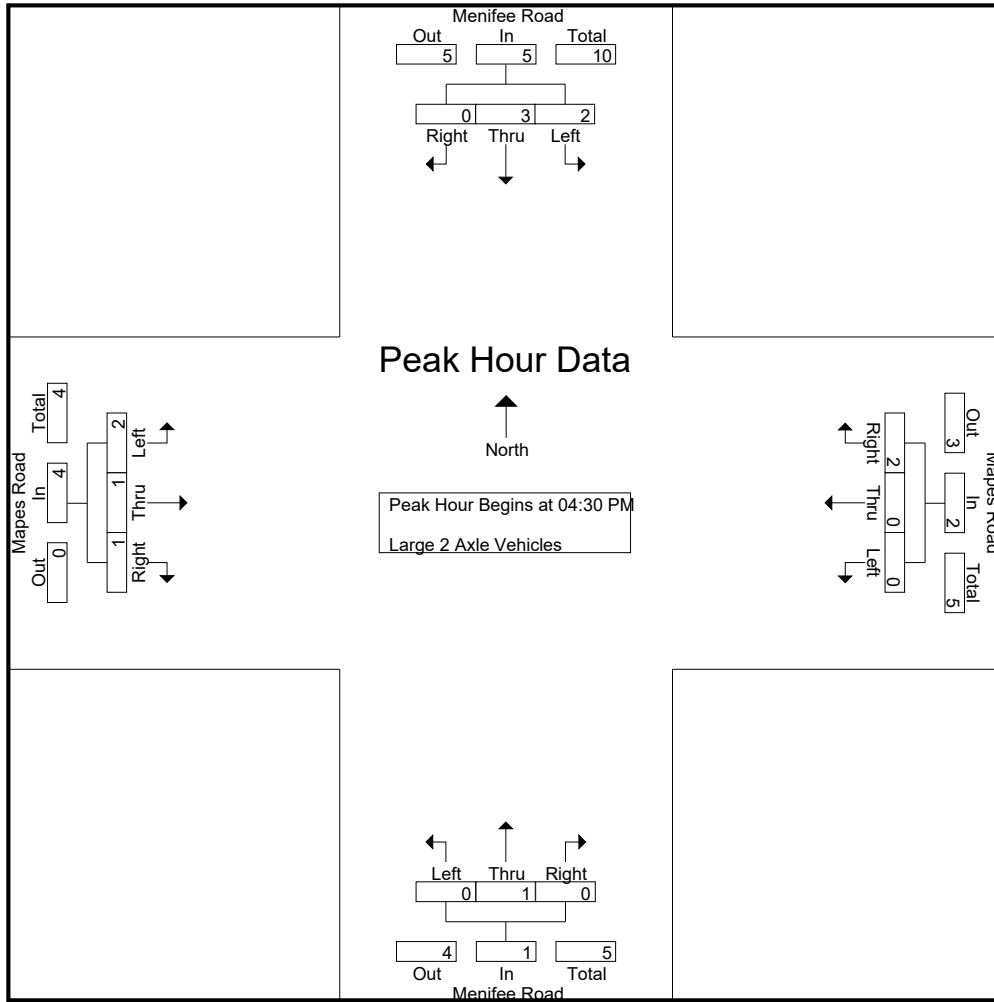 Menifee Road
Out In Total
5 5 10
0 3 2
Right Thru Left
Peak Hour Data
North
Peak Hour Begins at 04:30 PM
Large 2 Axle Vehicles
Mapes Road
Out In Total
0 4 4
Left Thru Right
2 1 1
Right Thru Left
2 0 0
Out In Total
3 2 5
Mapes Road
Left Thru Right
0 1 0
4 1 5
Out In Total
Menifee Road